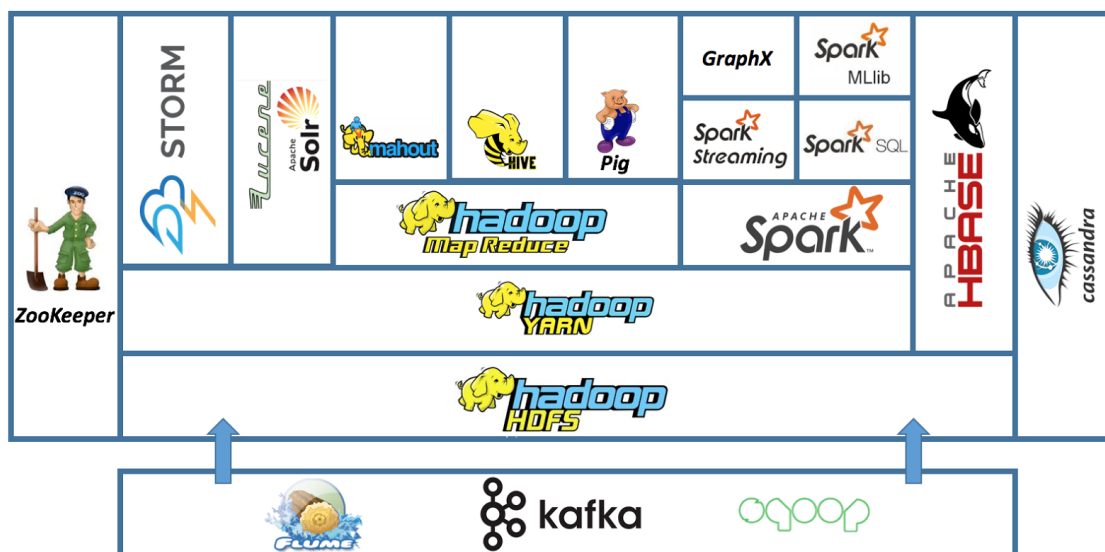 ZooKeeper
STORM
Lucene
Apache
Solr
mahout
HIVE
Pig
GraphX
Spark
MLlib
Spark
Streaming
Spark SQL
hadoop
Map Reduce
APACHE
Spark™
APACHE
HBASE
cassandra
hadoop
YARN
hadoop
HDFS
FLUME
kafka
sqoop